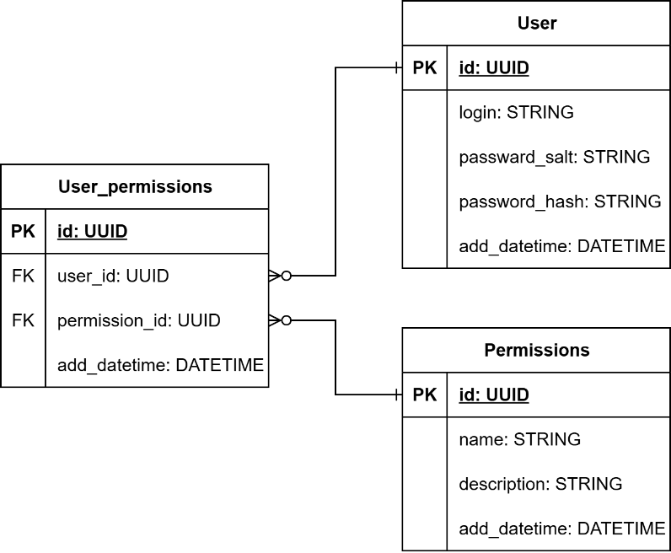 User
PK id: UUID
login: STRING
passward_salt: STRING
password_hash: STRING
add_datetime: DATETIME
User_permissions
PK id: UUID
FK user_id: UUID
FK permission_id: UUID
add_datetime: DATETIME
Permissions
PK id: UUID
name: STRING
description: STRING
add_datetime: DATETIME